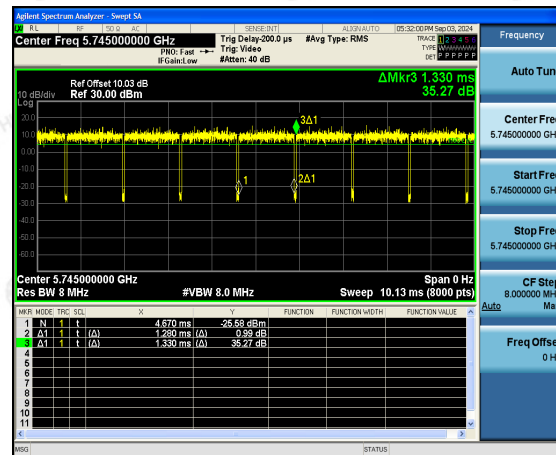 Agilent Spectrum Analyzer - Swept SA
RL RF 50 Ω AC SENSE:INT ALIGN AUTO 05:32:00 PM Sep 03, 2024
Center Freq 5.745000000 GHz
PNO: Fast
IFGain:Low
Trig Delay-200.0 µs
Trig: Video
#Atten: 40 dB
#Avg Type: RMS
TRACE 1 2 3 4 5 6
TYPE WWWWWW
DET P P P P P P
Frequency
Auto Tun
Center Fre
5.745000000 GH
Start Fre
5.745000000 GH
Stop Fre
5.745000000 GH
CF Ste
8.000000 MH
Auto Ma
Freq Offse
0 H
ΔMkr3 1.330 ms
35.27 dB
Ref Offset 10.03 dB
10 dB/div Ref 30.00 dBm
Log
20.0
10.0
0.00
-10.0
-20.0
-30.0
-40.0
-50.0
-60.0
3Δ1
1
2Δ1
Center 5.745000000 GHz Span 0 Hz
Res BW 8 MHz #VBW 8.0 MHz Sweep 10.13 ms (8000 pts)
MKR MODE TRC SCL X Y FUNCTION FUNCTION WIDTH FUNCTION VALUE
1 N 1 t 4.670 ms -25.58 dBm
2 Δ1 1 t (Δ) 1.280 ms (Δ) 0.99 dB
3 Δ1 1 t (Δ) 1.330 ms (Δ) 35.27 dB
4
5
6
7
8
9
10
11
MSG STATUS